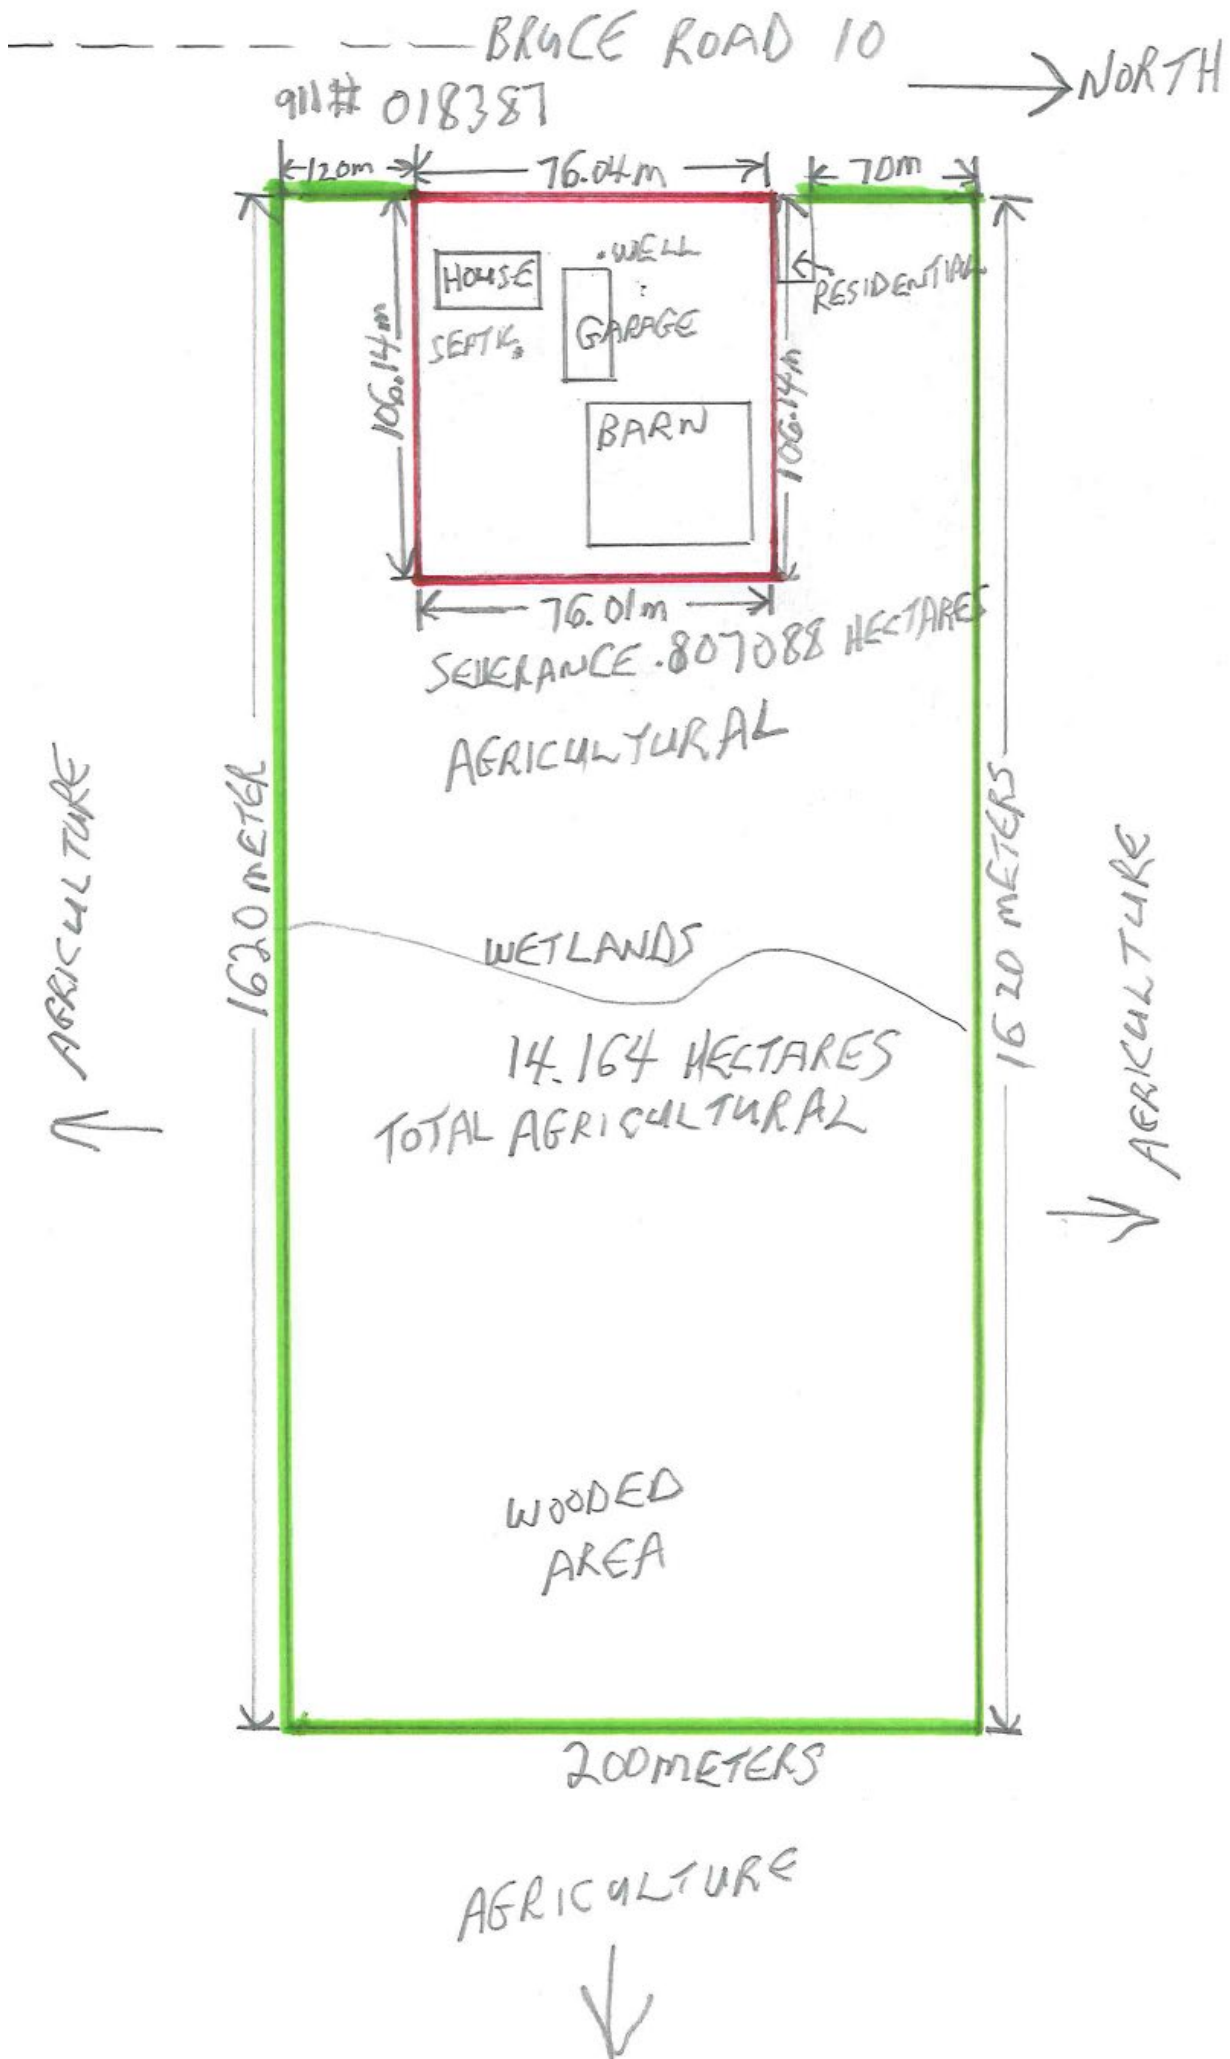 BRUCE ROAD 10
NORTH
911# 018387
120m
76.04m
70m
HOUSE
.WELL
RESIDENTIAL
GARAGE
SEPTIC.
106.14m
106.14m
BARN
76.01m
SEVERANCE .807088 HECTARES
AGRICULTURAL
1620 METER
1620 METERS
AGRICULTURE
AGRICULTURE
WETLANDS
14.164 HECTARES
TOTAL AGRICULTURAL
WOODED
AREA
200 METERS
AGRICULTURE